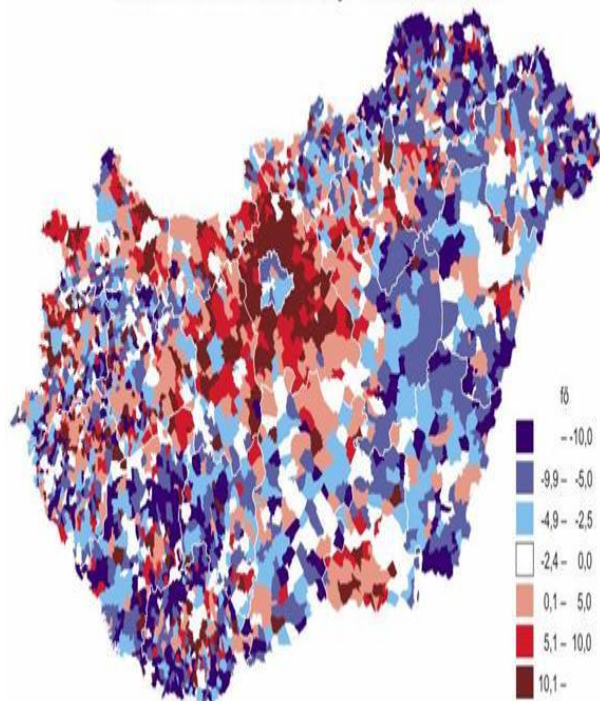 fő
– -10,0
-9,9 – -5,0
-4,9 – -2,5
-2,4 – 0,0
0,1 – 5,0
5,1 – 10,0
10,1 –